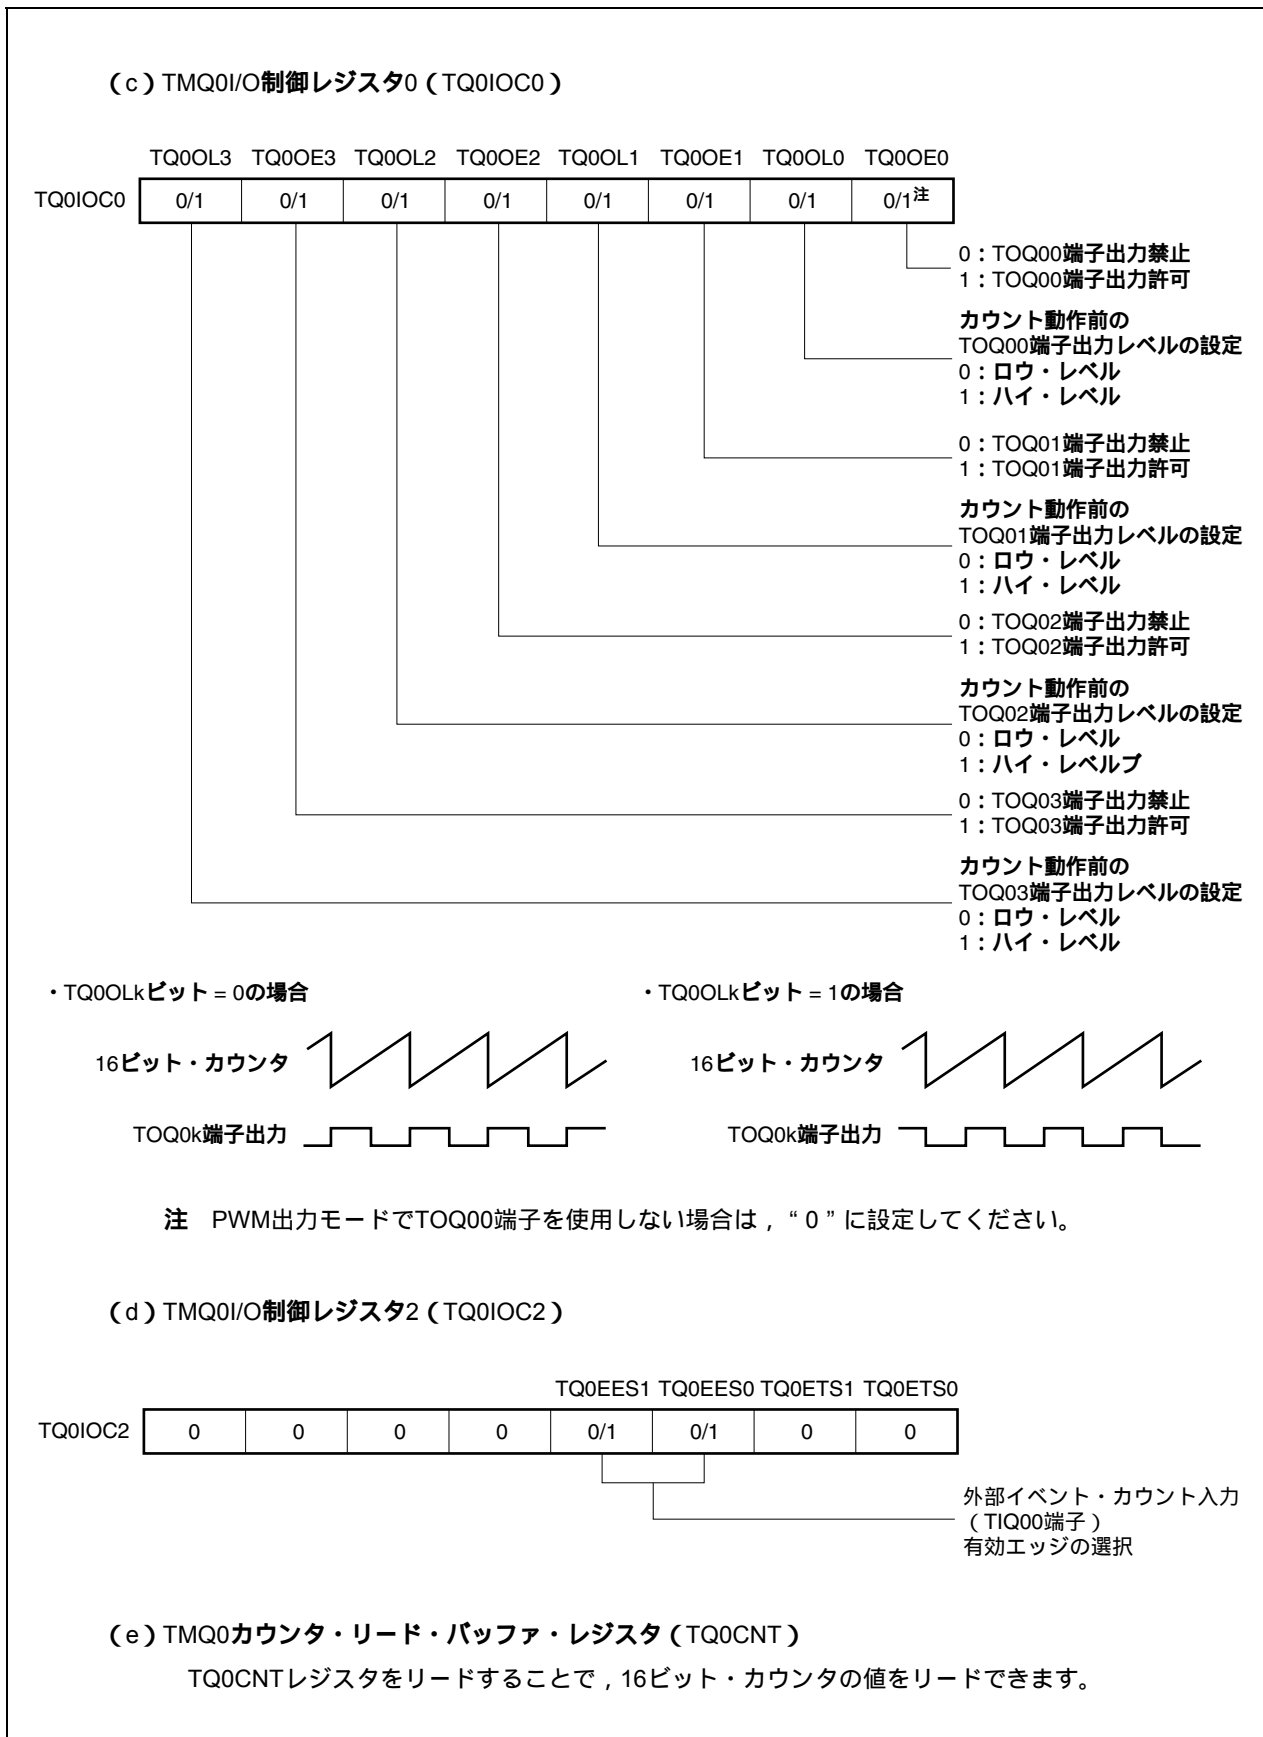 （c）TMQ0I/O制御レジスタ0（TQ0IOC0）
TQ0OL3 TQ0OE3 TQ0OL2 TQ0OE2 TQ0OL1 TQ0OE1 TQ0OL0 TQ0OE0
TQ0IOC0 0/1 0/1 0/1 0/1 0/1 0/1 0/1 0/1注
0：TOQ00端子出力禁止
1：TOQ00端子出力許可
カウント動作前の
TOQ00端子出力レベルの設定
0：ロウ・レベル
1：ハイ・レベル
0：TOQ01端子出力禁止
1：TOQ01端子出力許可
カウント動作前の
TOQ01端子出力レベルの設定
0：ロウ・レベル
1：ハイ・レベル
0：TOQ02端子出力禁止
1：TOQ02端子出力許可
カウント動作前の
TOQ02端子出力レベルの設定
0：ロウ・レベル
1：ハイ・レベルブ
0：TOQ03端子出力禁止
1：TOQ03端子出力許可
カウント動作前の
TOQ03端子出力レベルの設定
0：ロウ・レベル
1：ハイ・レベル
・TQ0OLkビット = 0の場合
16ビット・カウンタ
TOQ0k端子出力
・TQ0OLkビット = 1の場合
16ビット・カウンタ
TOQ0k端子出力
注 PWM出力モードでTOQ00端子を使用しない場合は，“0”に設定してください。
（d）TMQ0I/O制御レジスタ2（TQ0IOC2）
TQ0EES1 TQ0EES0 TQ0ETS1 TQ0ETS0
TQ0IOC2 0 0 0 0 0/1 0/1 0 0
外部イベント・カウント入力
（TIQ00端子）
有効エッジの選択
（e）TMQ0カウンタ・リード・バッファ・レジスタ（TQ0CNT）
TQ0CNTレジスタをリードすることで，16ビット・カウンタの値をリードできます。